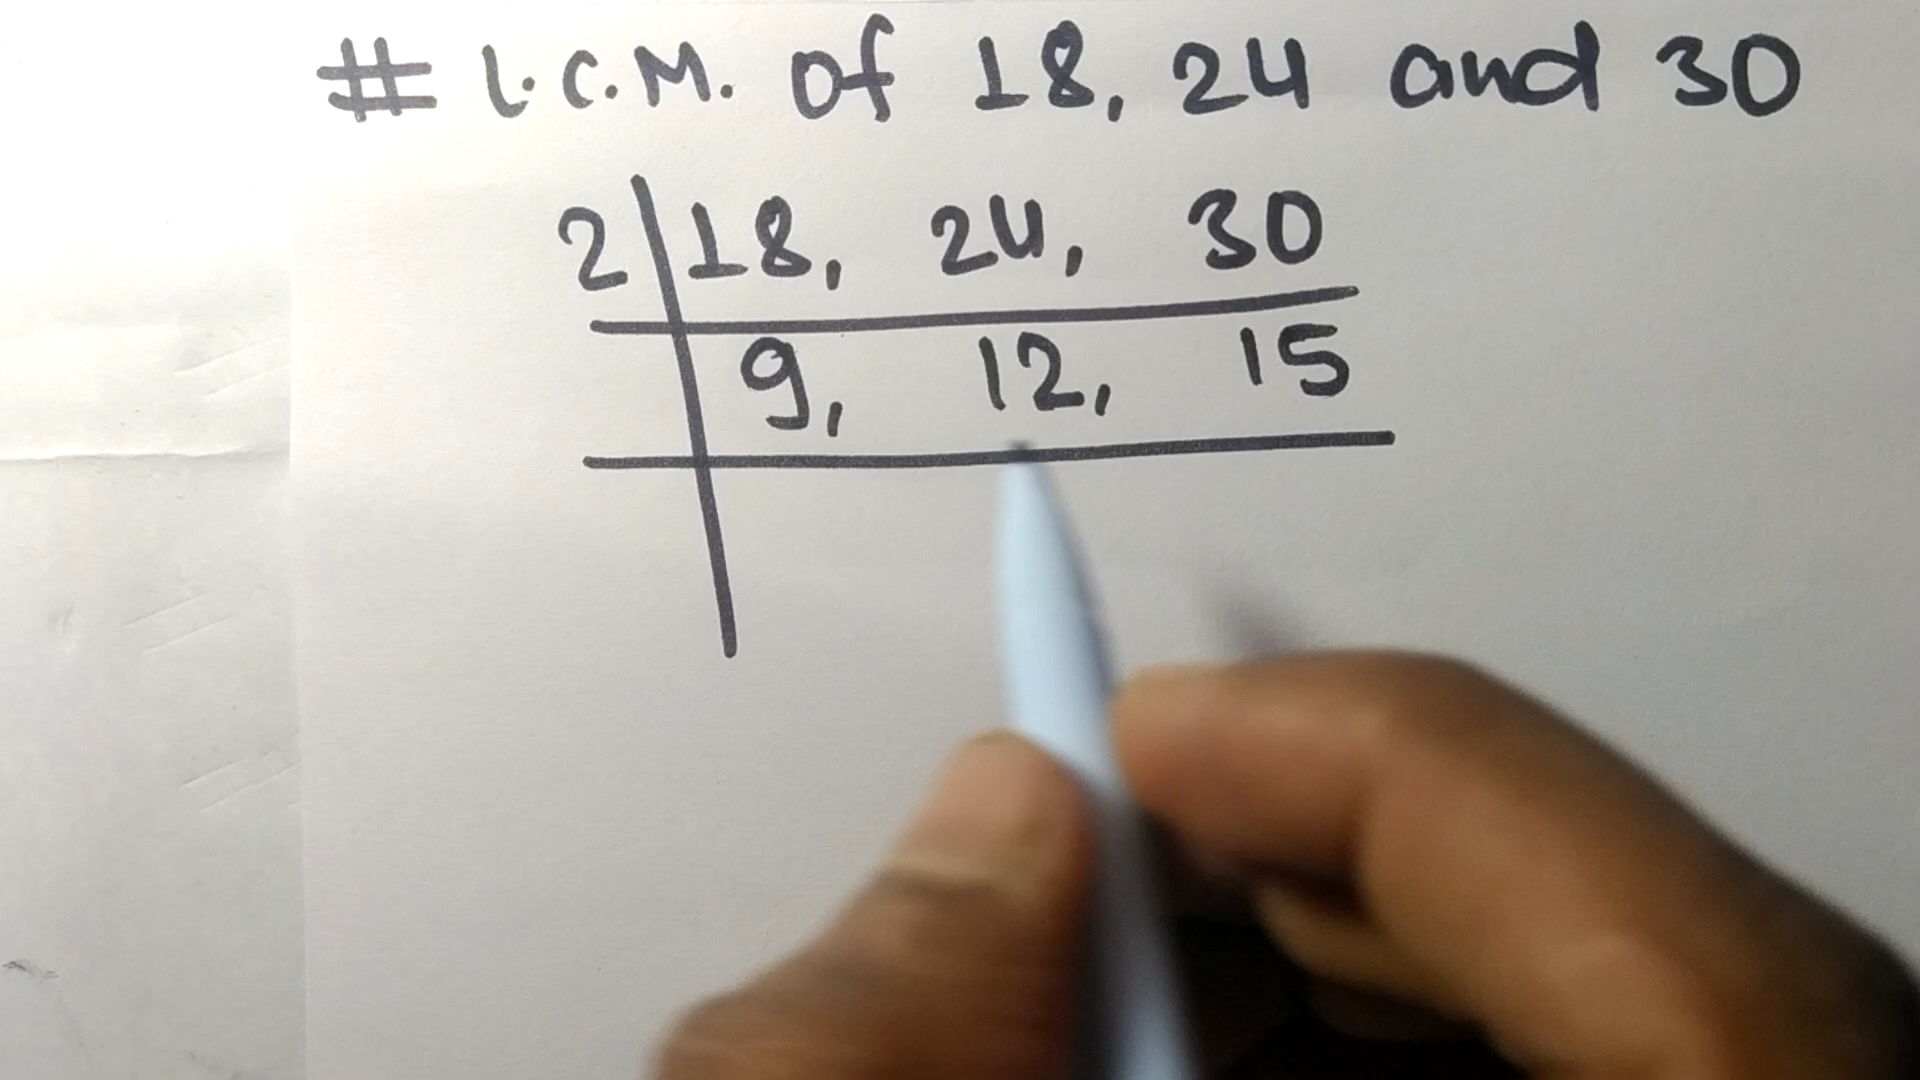 # L.C.M. of 18, 24 and 30
2 18, 24, 30
9, 12, 15